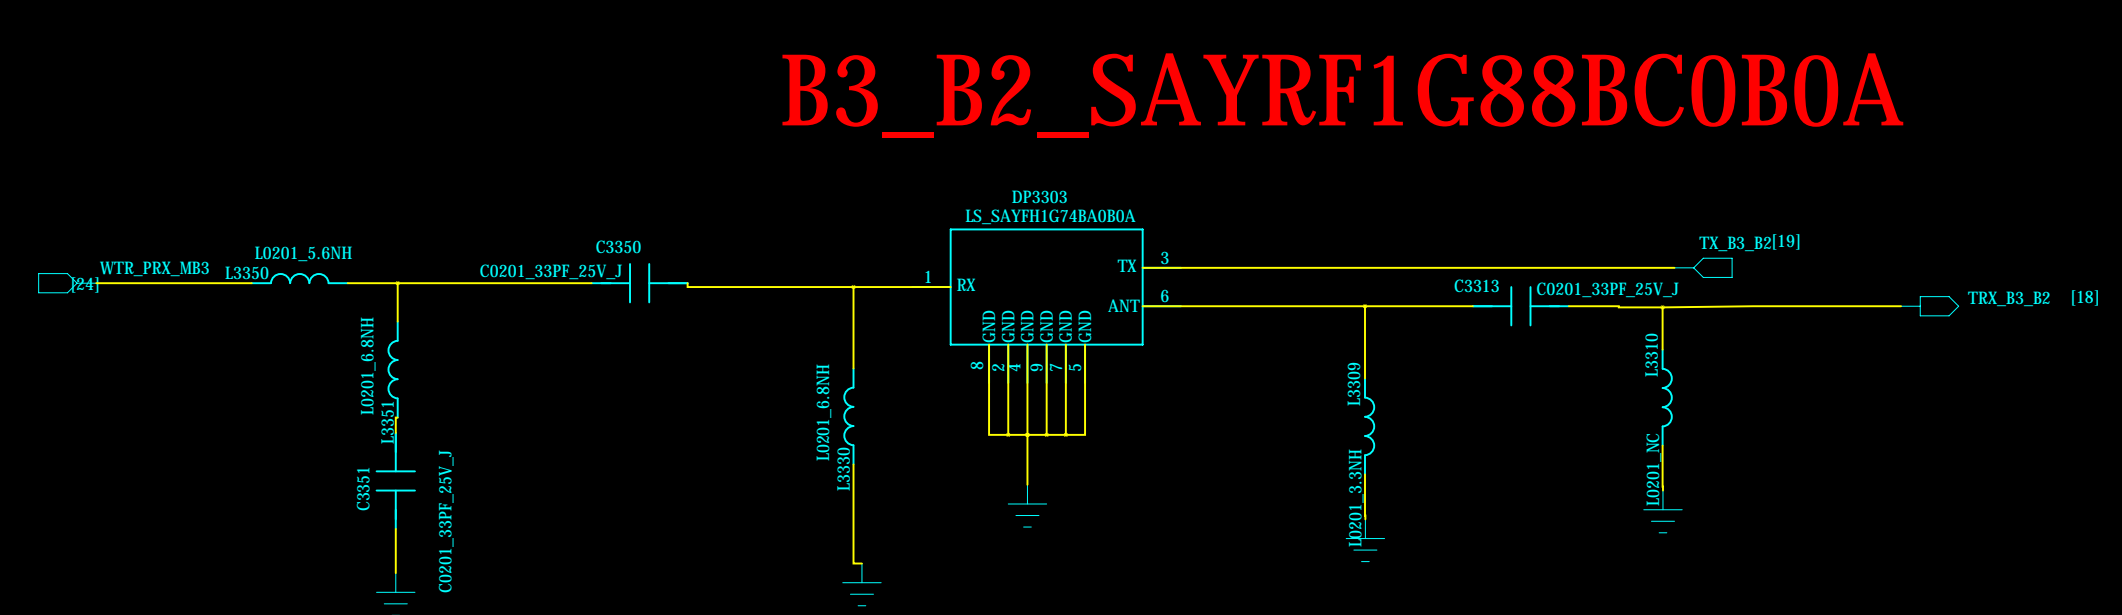 B3_B2_SAYRF1G88BC0B0A
DP3303
LS_SAYFH1G74BA0B0A
TX_B3_B2[19]
C3350
L0201_5.6NH
WTR_PRX_MB3
L3350
C0201_33PF_25V_J
[24]
1
RX
TX
3
ANT
6
C3313
C0201_33PF_25V_J
TRX_B3_B2 [18]
GND
GND
GND
GND
GND
GND
8
2
4
9
7
5
L0201_6.8NH
L3351
C3351
C0201_33PF_25V_J
L0201_6.8NH
L3330
L3309
L0201_3.3NH
L3310
L0201_NC